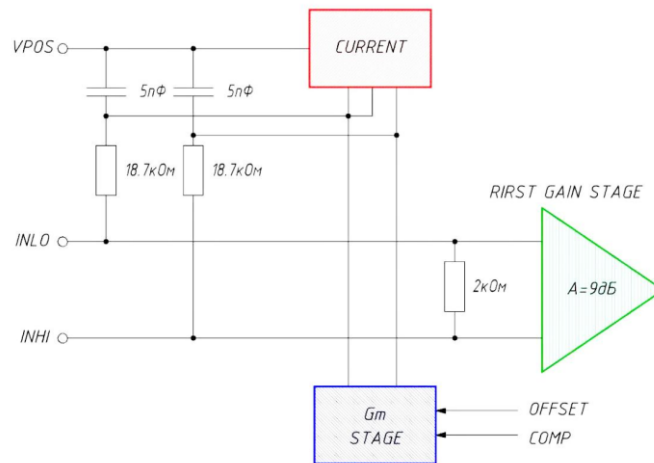 VPOS
CURRENT
5пФ
5пФ
18.7кОм
18.7кОм
RIRST GAIN STAGE
INLO
2кОм
A=9дБ
INHI
Gm
STAGE
OFFSET
COMP